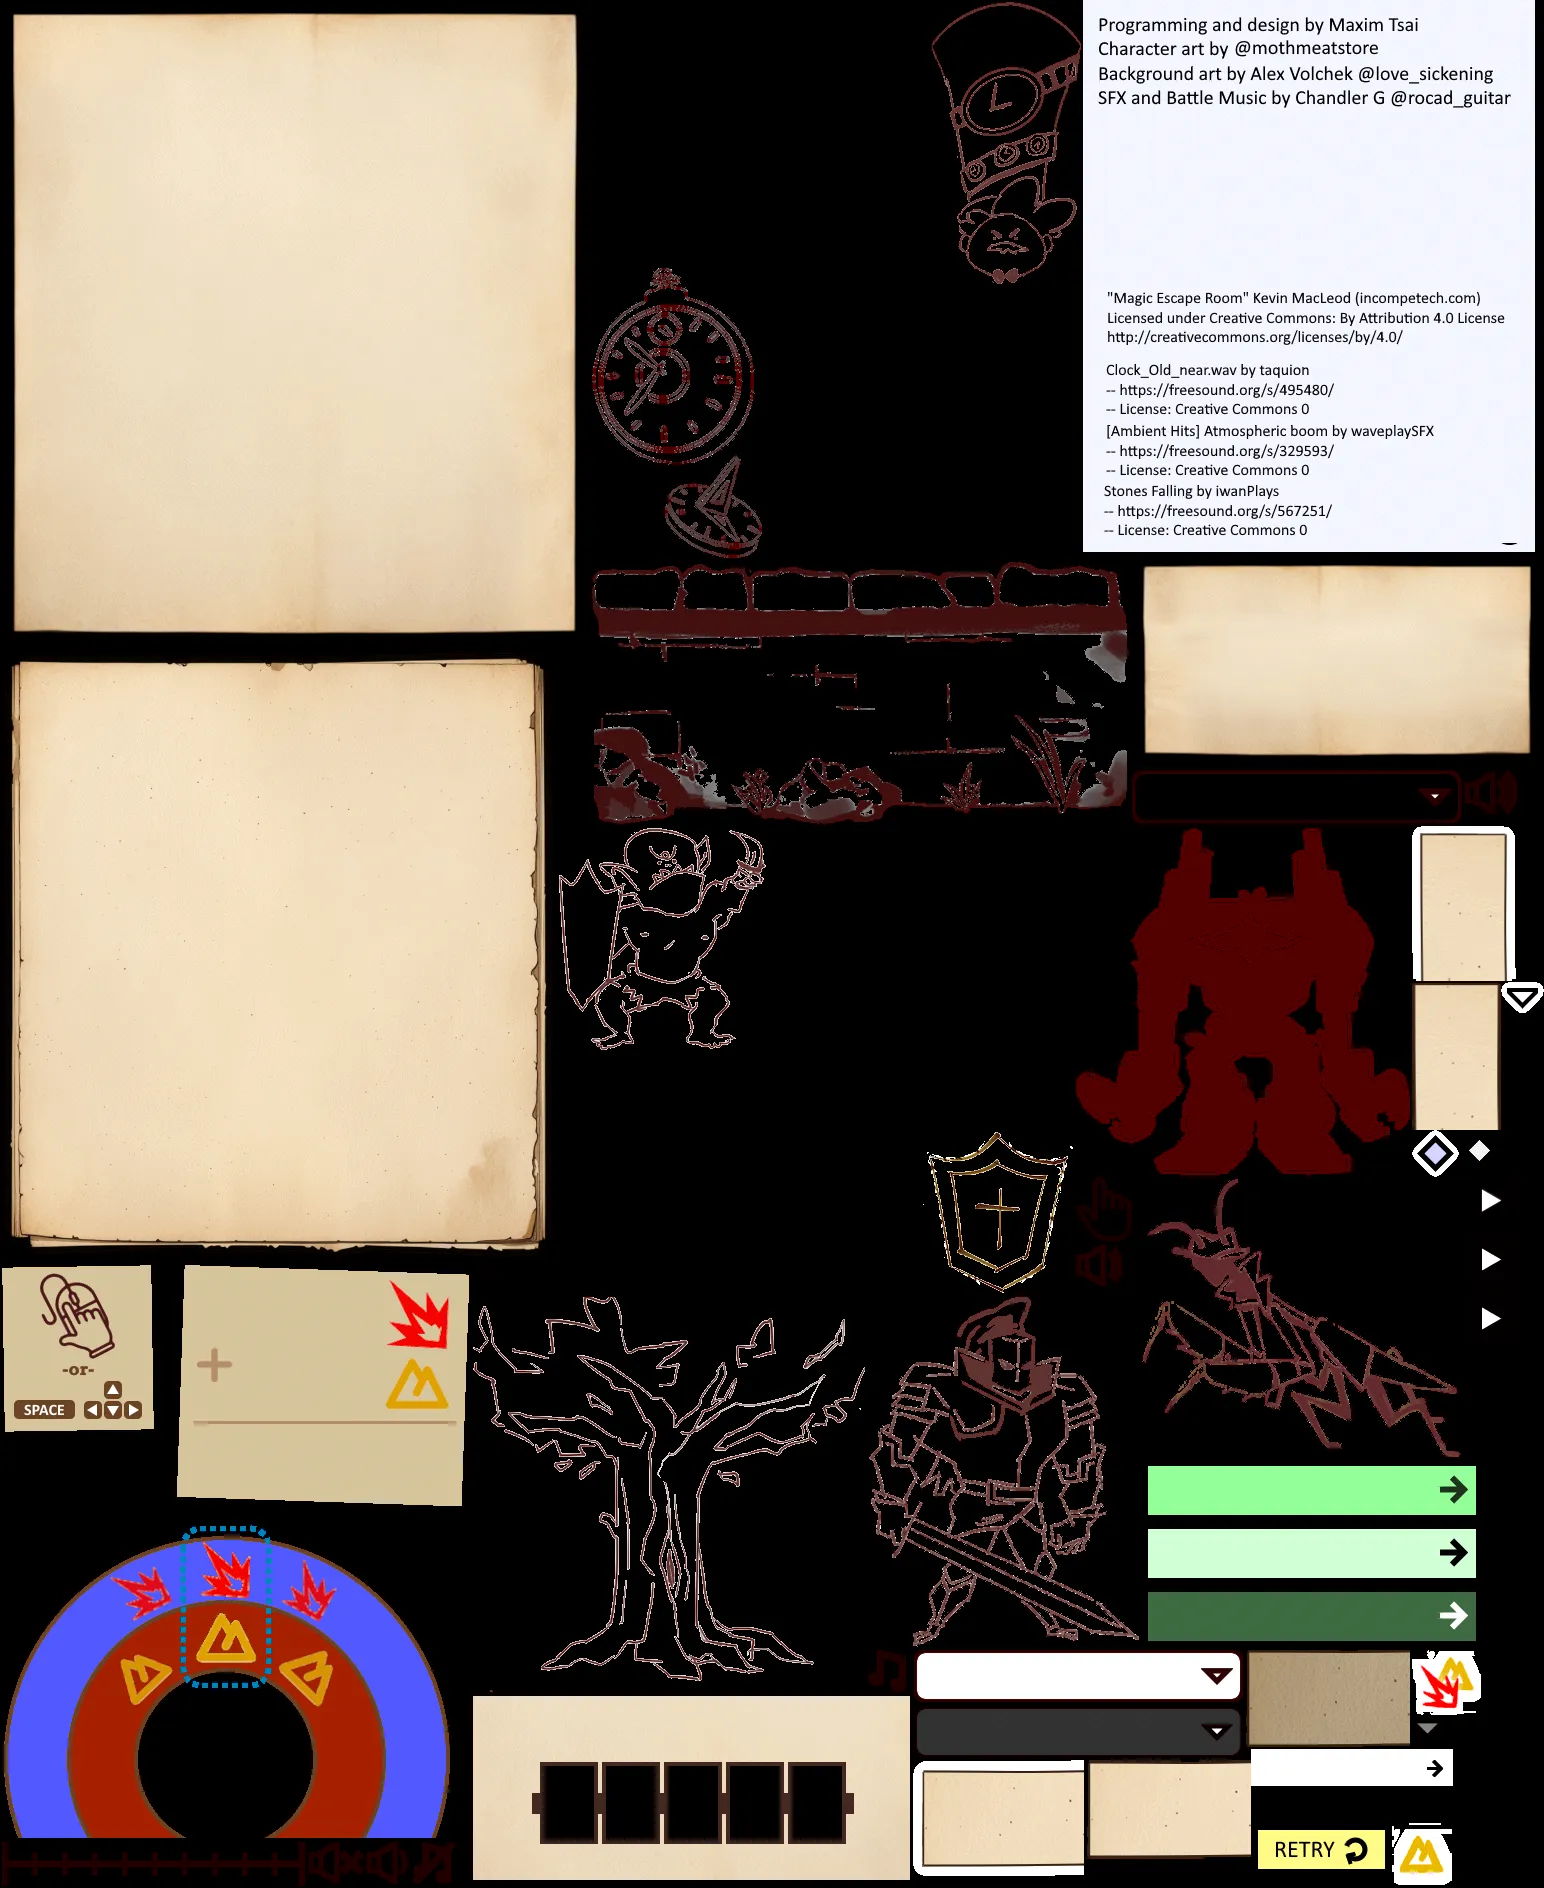 Programming and design by Maxim Tsai
Character art by @mothmeatstore
Background art by Alex Volchek @love_sickening
SFX and Battle Music by Chandler G @rocad_guitar
"Magic Escape Room" Kevin MacLeod (incompetech.com)
Licensed under Creative Commons: By Attribution 4.0 License
http://creativecommons.org/licenses/by/4.0/
Clock_Old_near.wav by taquion
-- https://freesound.org/s/495480/
-- License: Creative Commons 0
[Ambient Hits] Atmospheric boom by waveplaySFX
-- https://freesound.org/s/329593/
-- License: Creative Commons 0
Stones Falling by iwanPlays
-- https://freesound.org/s/567251/
-- License: Creative Commons 0
-or-
SPACE
RETRY